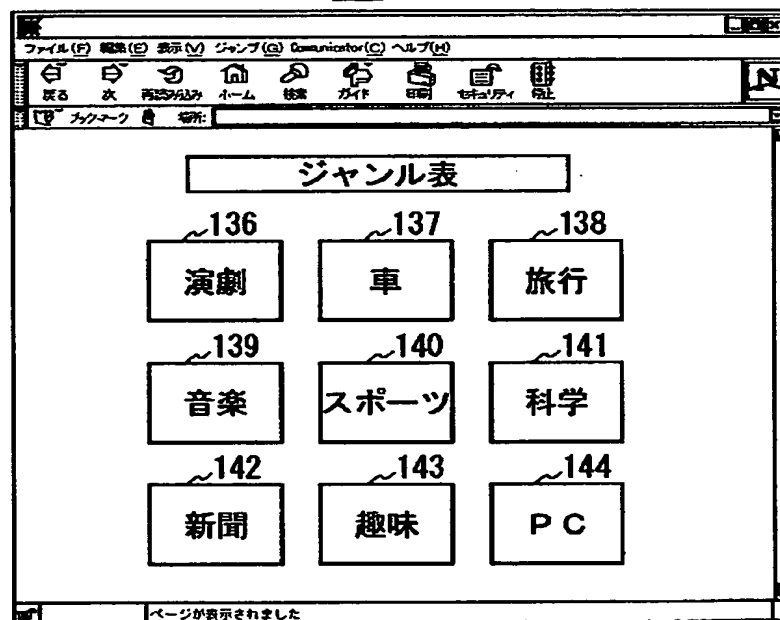 ファイル(F) 編集(E) 表示(V) ジャンプ(G) Communicator(C) ヘルプ(H)
戻る 次 再読み込み ホーム 検索 ガイド 印刷 セキュリティ 停止 N
ブックマーク 場所:
ジャンル表
136 137 138
演劇 車 旅行
139 140 141
音楽 スポーツ 科学
142 143 144
新聞 趣味 PC
ページが表示されました